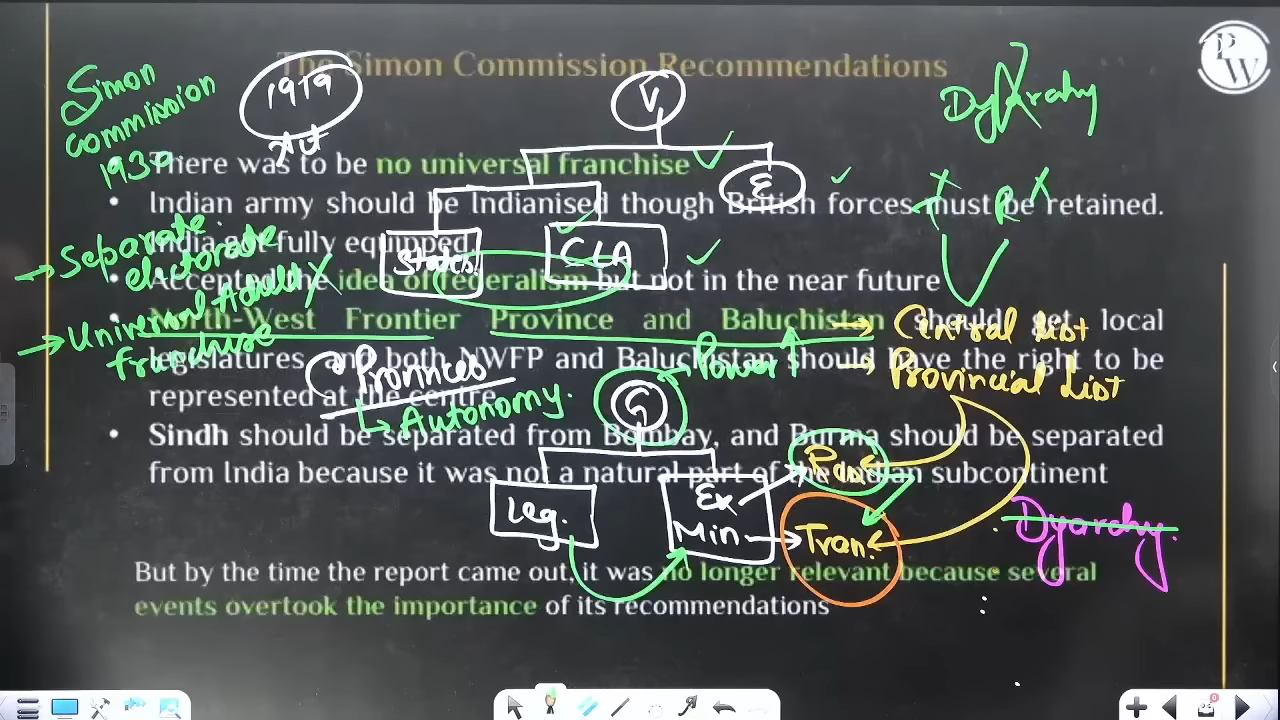 The Simon Commission Recommendations
Simon
commission
1930
1919
Act
V
E
States
CLA
Dyarchy
T R
There was to be no universal franchise
Indian army should be Indianised though British forces must be retained.
India got fully equipped
Accepted the idea of federalism but not in the near future
North-West Frontier Province and Baluchistan should get local
legislatures, and both NWFP and Baluchistan should have the right to be
represented at the centre
Sindh should be separated from Bombay, and Burma should be separated
from India because it was not a natural part of the Indian subcontinent
But by the time the report came out, it was no longer relevant because several
events overtook the importance of its recommendations
→ Separate
electorate
→ Universal Adult
franchise
Provinces
↳ Autonomy.
Power ↑
→ Central List
→ Provincial List
G
Leg.
Ex
Min
Res.
Tran.
Dyarchy.
PW